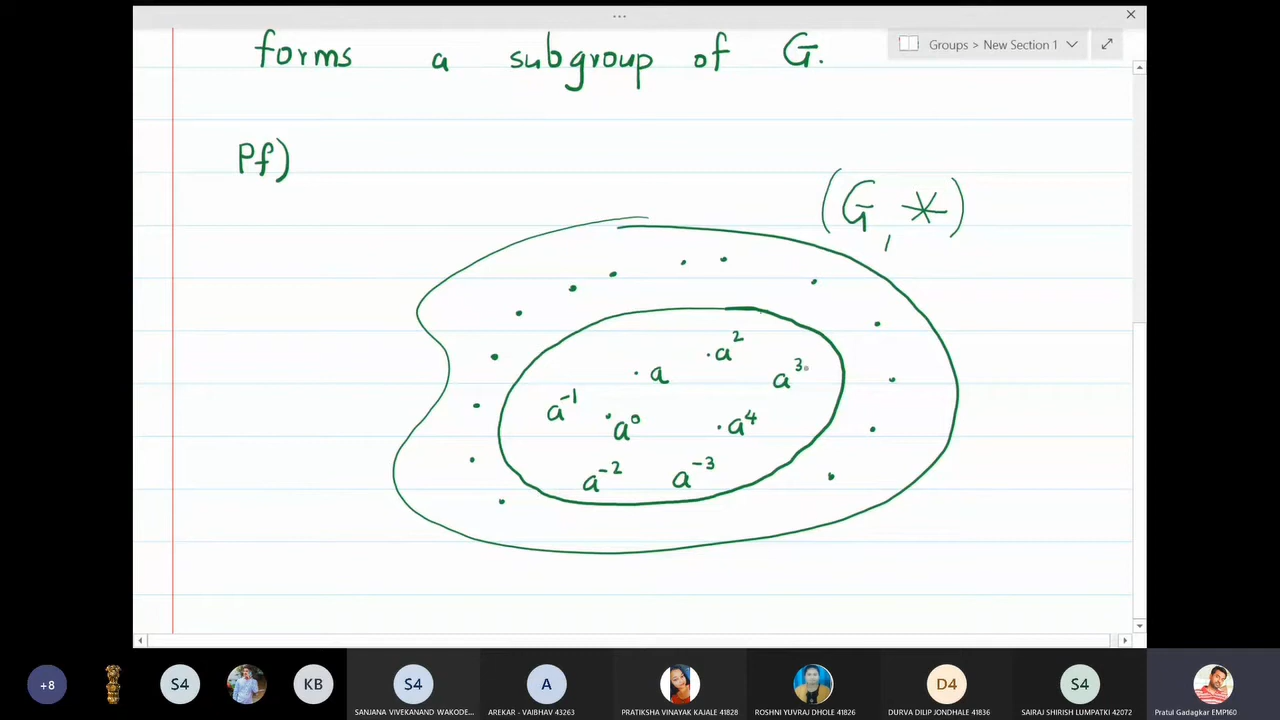 ...
Groups > New Section 1
forms a subgroup of G.
Pf)
(G, *)
a²
a a³
a⁻¹
a⁰ a⁴
a⁻² a⁻³
+8 S4 KB S4 A D4 S4
SANJANA VIVEKANAND WAKODE... AREKAR - VAIBHAV 43263 PRATIKSHA VINAYAK KAJALE 41828 ROSHNI YUVRAJ DHOLE 41826 DURVA DILIP JONDHALE 41836 SAIRAJ SHIRISH LUMPATKI 42072 Pratul Gadagkar EMP160